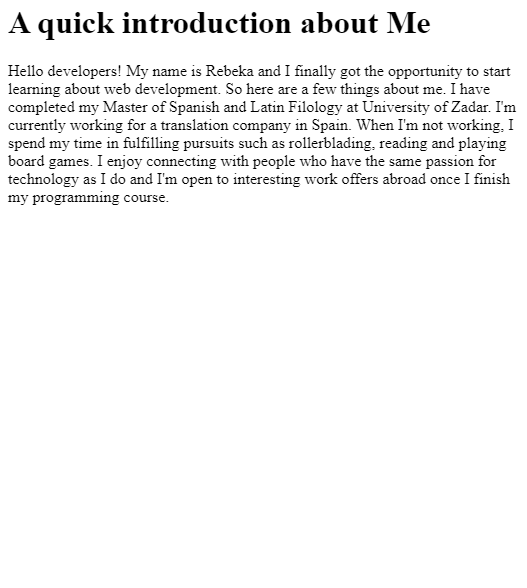 A quick introduction about Me
Hello developers! My name is Rebeka and I finally got the opportunity to start
learning about web development. So here are a few things about me. I have
completed my Master of Spanish and Latin Filology at University of Zadar. I'm
currently working for a translation company in Spain. When I'm not working, I
spend my time in fulfilling pursuits such as rollerblading, reading and playing
board games. I enjoy connecting with people who have the same passion for
technology as I do and I'm open to interesting work offers abroad once I finish
my programming course.